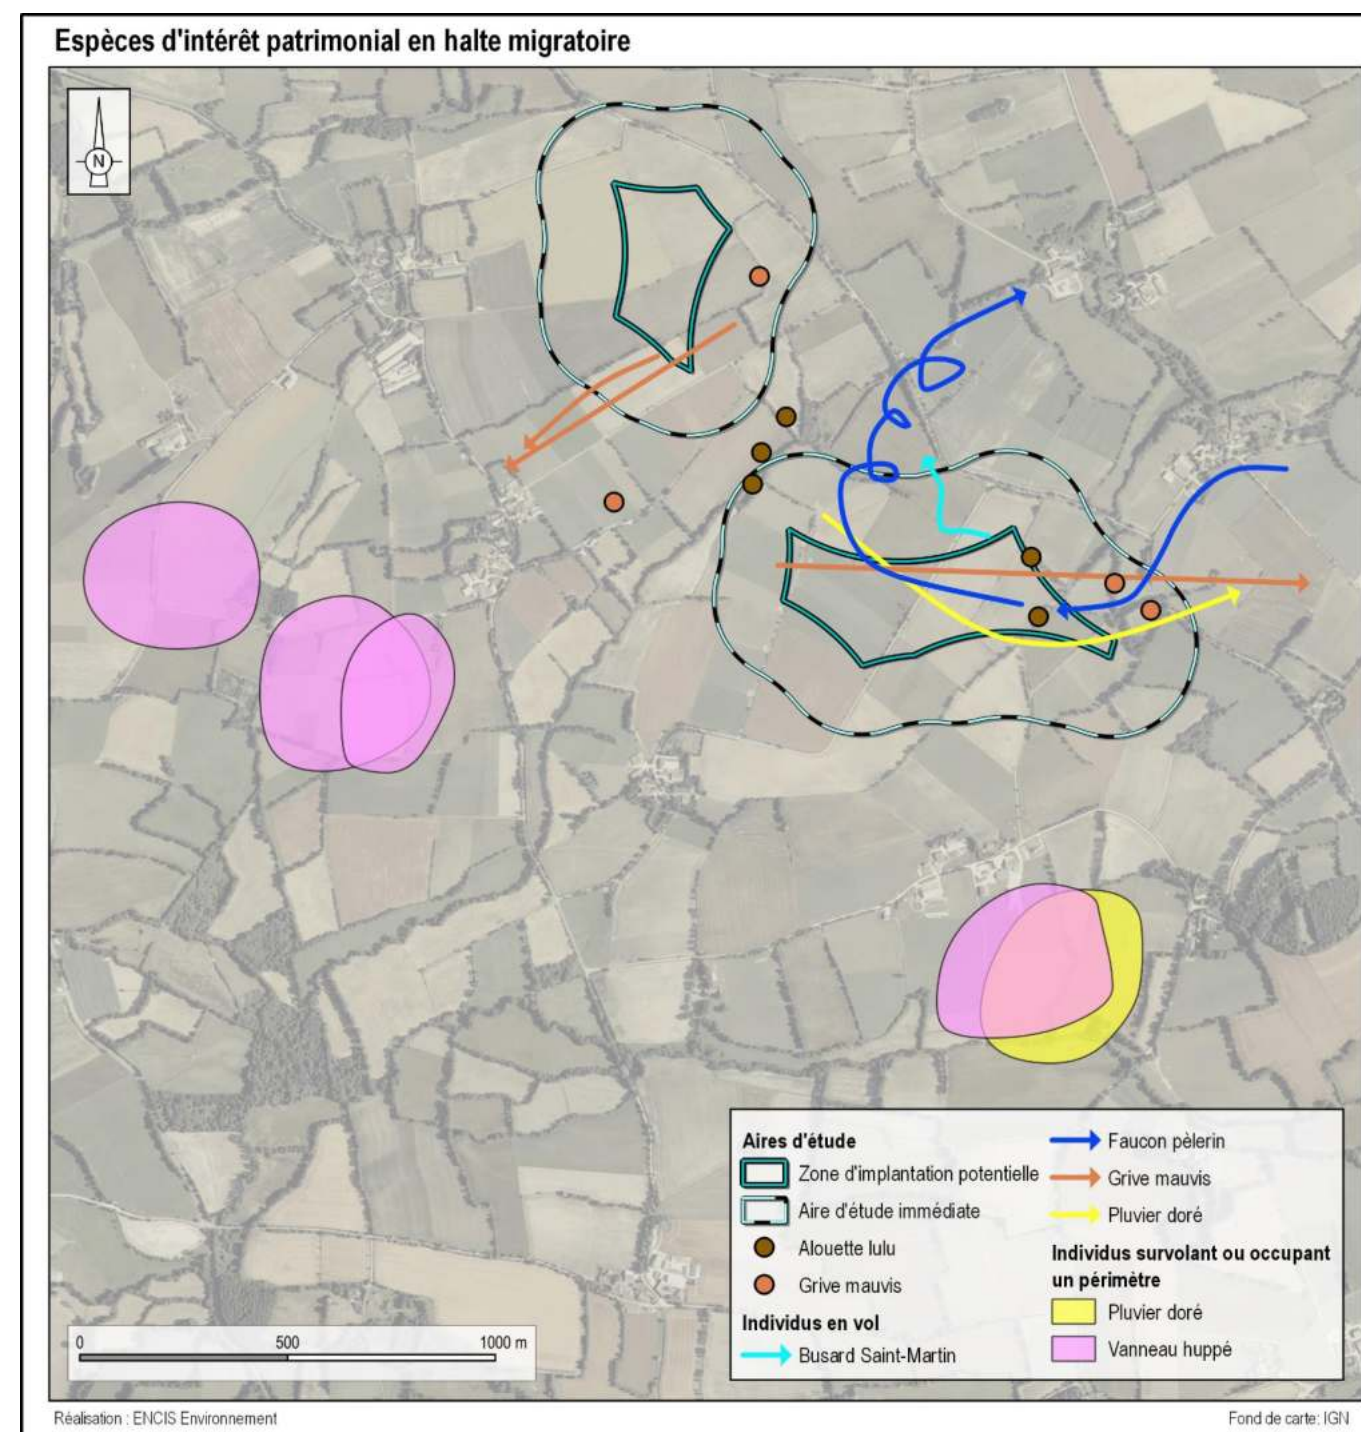 Espèces d'intérêt patrimonial en halte migratoire
N
Aires d'étude
Zone d'implantation potentielle
Aire d'étude immédiate
Alouette lulu
Grive mauvis
Individus en vol
Busard Saint-Martin
Faucon pèlerin
Grive mauvis
Pluvier doré
Individus survolant ou occupant
un périmètre
Pluvier doré
Vanneau huppé
0 500 1000 m
Réalisation : ENCIS Environnement
Fond de carte: IGN